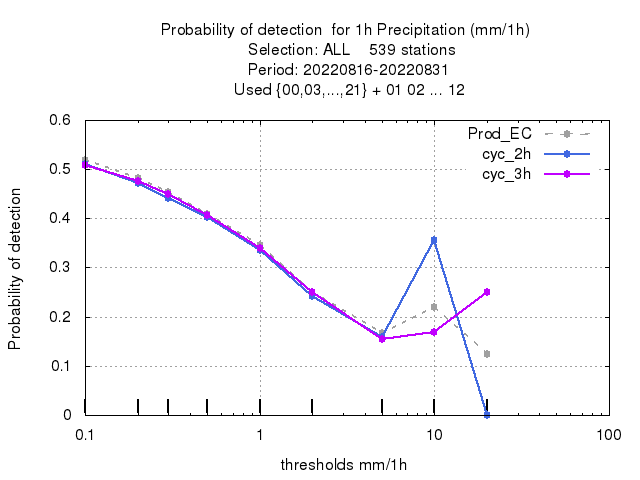 Probability of detection  for 1h Precipitation (mm/1h)
Selection: ALL    539 stations
Period: 20220816-20220831
Used {00,03,...,21} + 01 02 ... 12
Prod_EC
cyc_2h
cyc_3h
Probability of detection
0.6
0.5
0.4
0.3
0.2
0.1
0
0.1 1 10 100
thresholds mm/1h